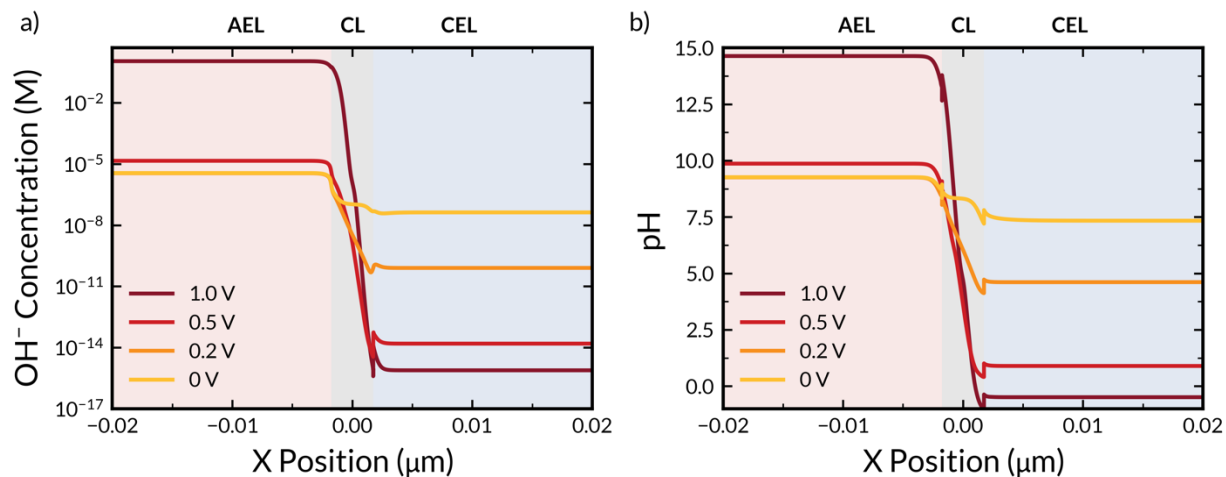 a)
AEL CL CEL
OH⁻ Concentration (M)
10⁻²
10⁻⁵
10⁻⁸
10⁻¹¹
10⁻¹⁴
10⁻¹⁷
1.0 V
0.5 V
0.2 V
0 V
−0.02 −0.01 0.00 0.01 0.02
X Position (μm)
b)
AEL CL CEL
pH
15.0
12.5
10.0
7.5
5.0
2.5
0.0
1.0 V
0.5 V
0.2 V
0 V
−0.02 −0.01 0.00 0.01 0.02
X Position (μm)